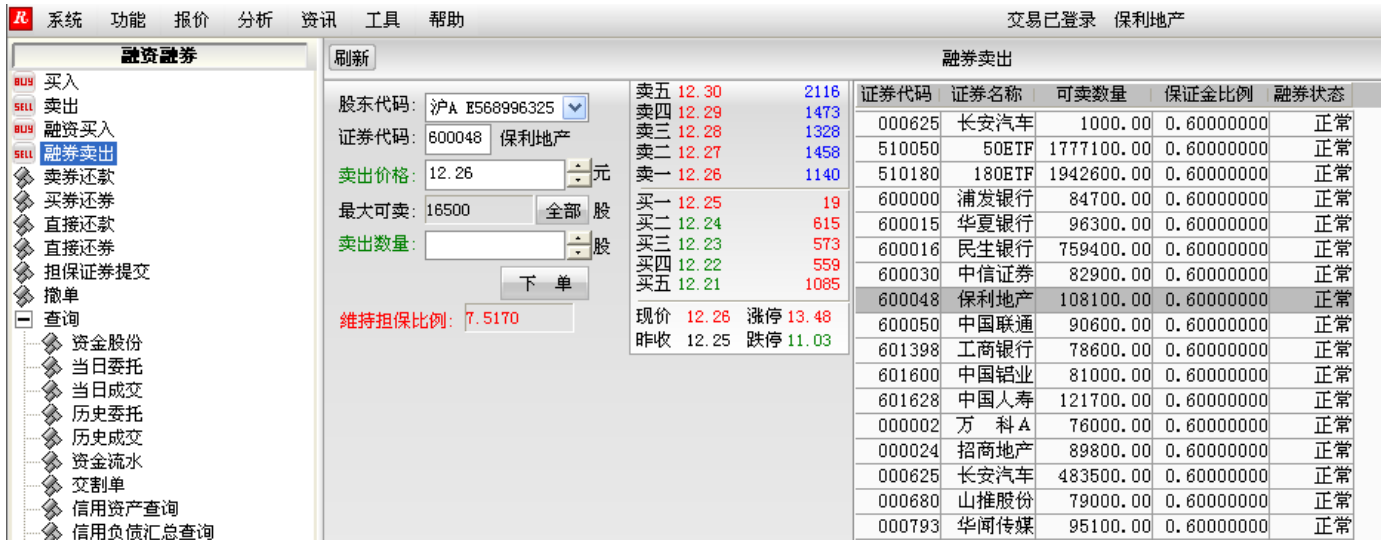 R 系统 功能 报价 分析 资讯 工具 帮助 交易已登录 保利地产
融资融券
BUY 买入
SELL 卖出
BUY 融资买入
SELL 融券卖出
卖券还款
买券还券
直接还款
直接还券
担保证券提交
撤单
查询
资金股份
当日委托
当日成交
历史委托
历史成交
资金流水
交割单
信用资产查询
信用负债汇总查询
刷新 融券卖出
股东代码: 沪A E568996325
证券代码: 600048 保利地产
卖出价格: 12.26 元
最大可卖: 16500 全部 股
卖出数量: 股
下 单
維持担保比例: 7.5170
卖五 12.30 2116
卖四 12.29 1473
卖三 12.28 1328
卖二 12.27 1458
卖一 12.26 1140
买一 12.25 19
买二 12.24 615
买三 12.23 573
买四 12.22 559
买五 12.21 1085
现价 12.26 涨停 13.48
昨收 12.25 跌停 11.03
证券代码 证券名称 可卖数量 保证金比例 融券状态
000625 长安汽车 1000.00 0.60000000 正常
510050 50ETF 1777100.00 0.60000000 正常
510180 180ETF 1942600.00 0.60000000 正常
600000 浦发银行 84700.00 0.60000000 正常
600015 华夏银行 96300.00 0.60000000 正常
600016 民生银行 759400.00 0.60000000 正常
600030 中信证券 82900.00 0.60000000 正常
600048 保利地产 108100.00 0.60000000 正常
600050 中国联通 90600.00 0.60000000 正常
601398 工商银行 78600.00 0.60000000 正常
601600 中国铝业 81000.00 0.60000000 正常
601628 中国人寿 121700.00 0.60000000 正常
000002 万 科A 76000.00 0.60000000 正常
000024 招商地产 89800.00 0.60000000 正常
000625 长安汽车 483500.00 0.60000000 正常
000680 山推股份 79000.00 0.60000000 正常
000793 华闻传媒 95100.00 0.60000000 正常